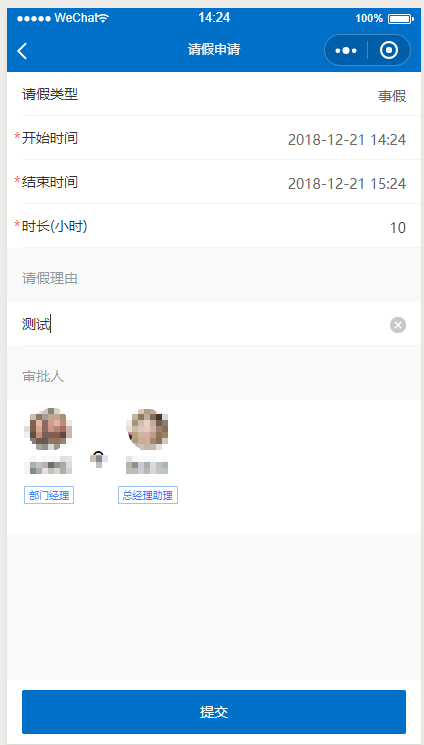 WeChat 14:24 100%
请假申请
请假类型 事假
*开始时间 2018-12-21 14:24
*结束时间 2018-12-21 15:24
*时长(小时) 10
请假理由
测试
审批人
部门经理 总经理助理
提交